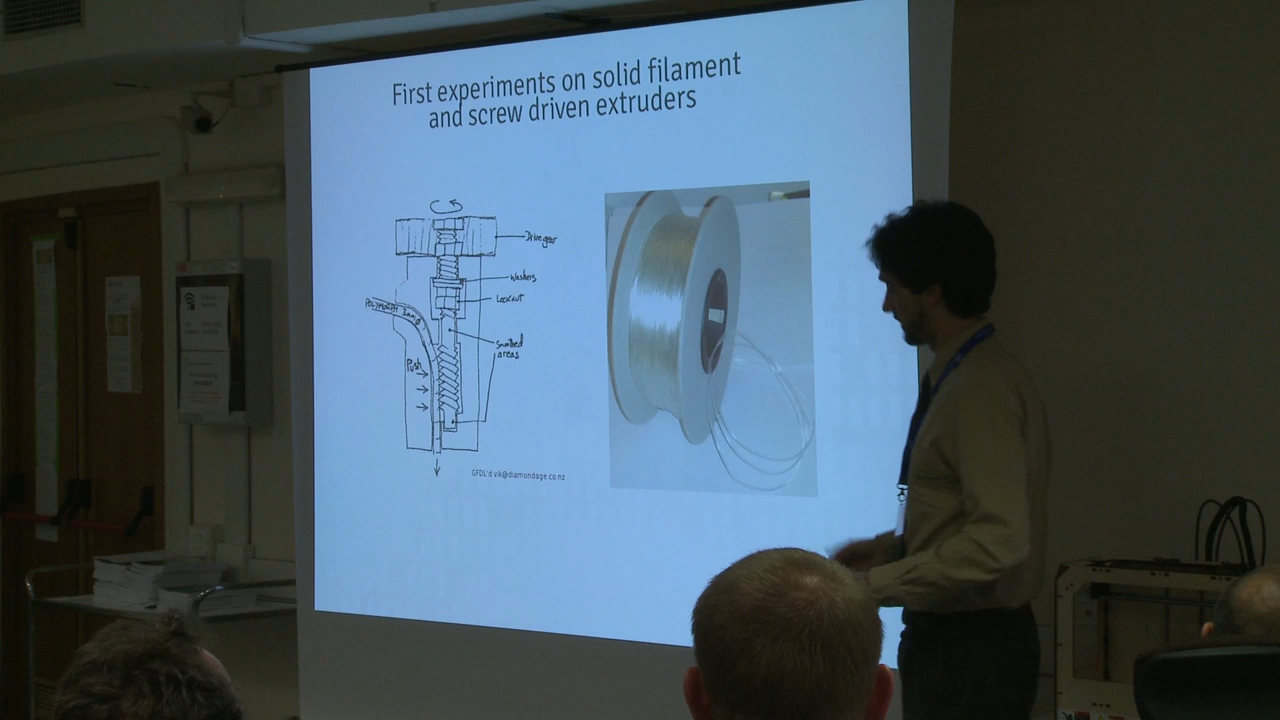 First experiments on solid filament
and screw driven extruders
Drive gear
Washers
Locknut
POLYMORPH
Smoothed
areas
Push
GFDL'd vik@diamondage.co.nz